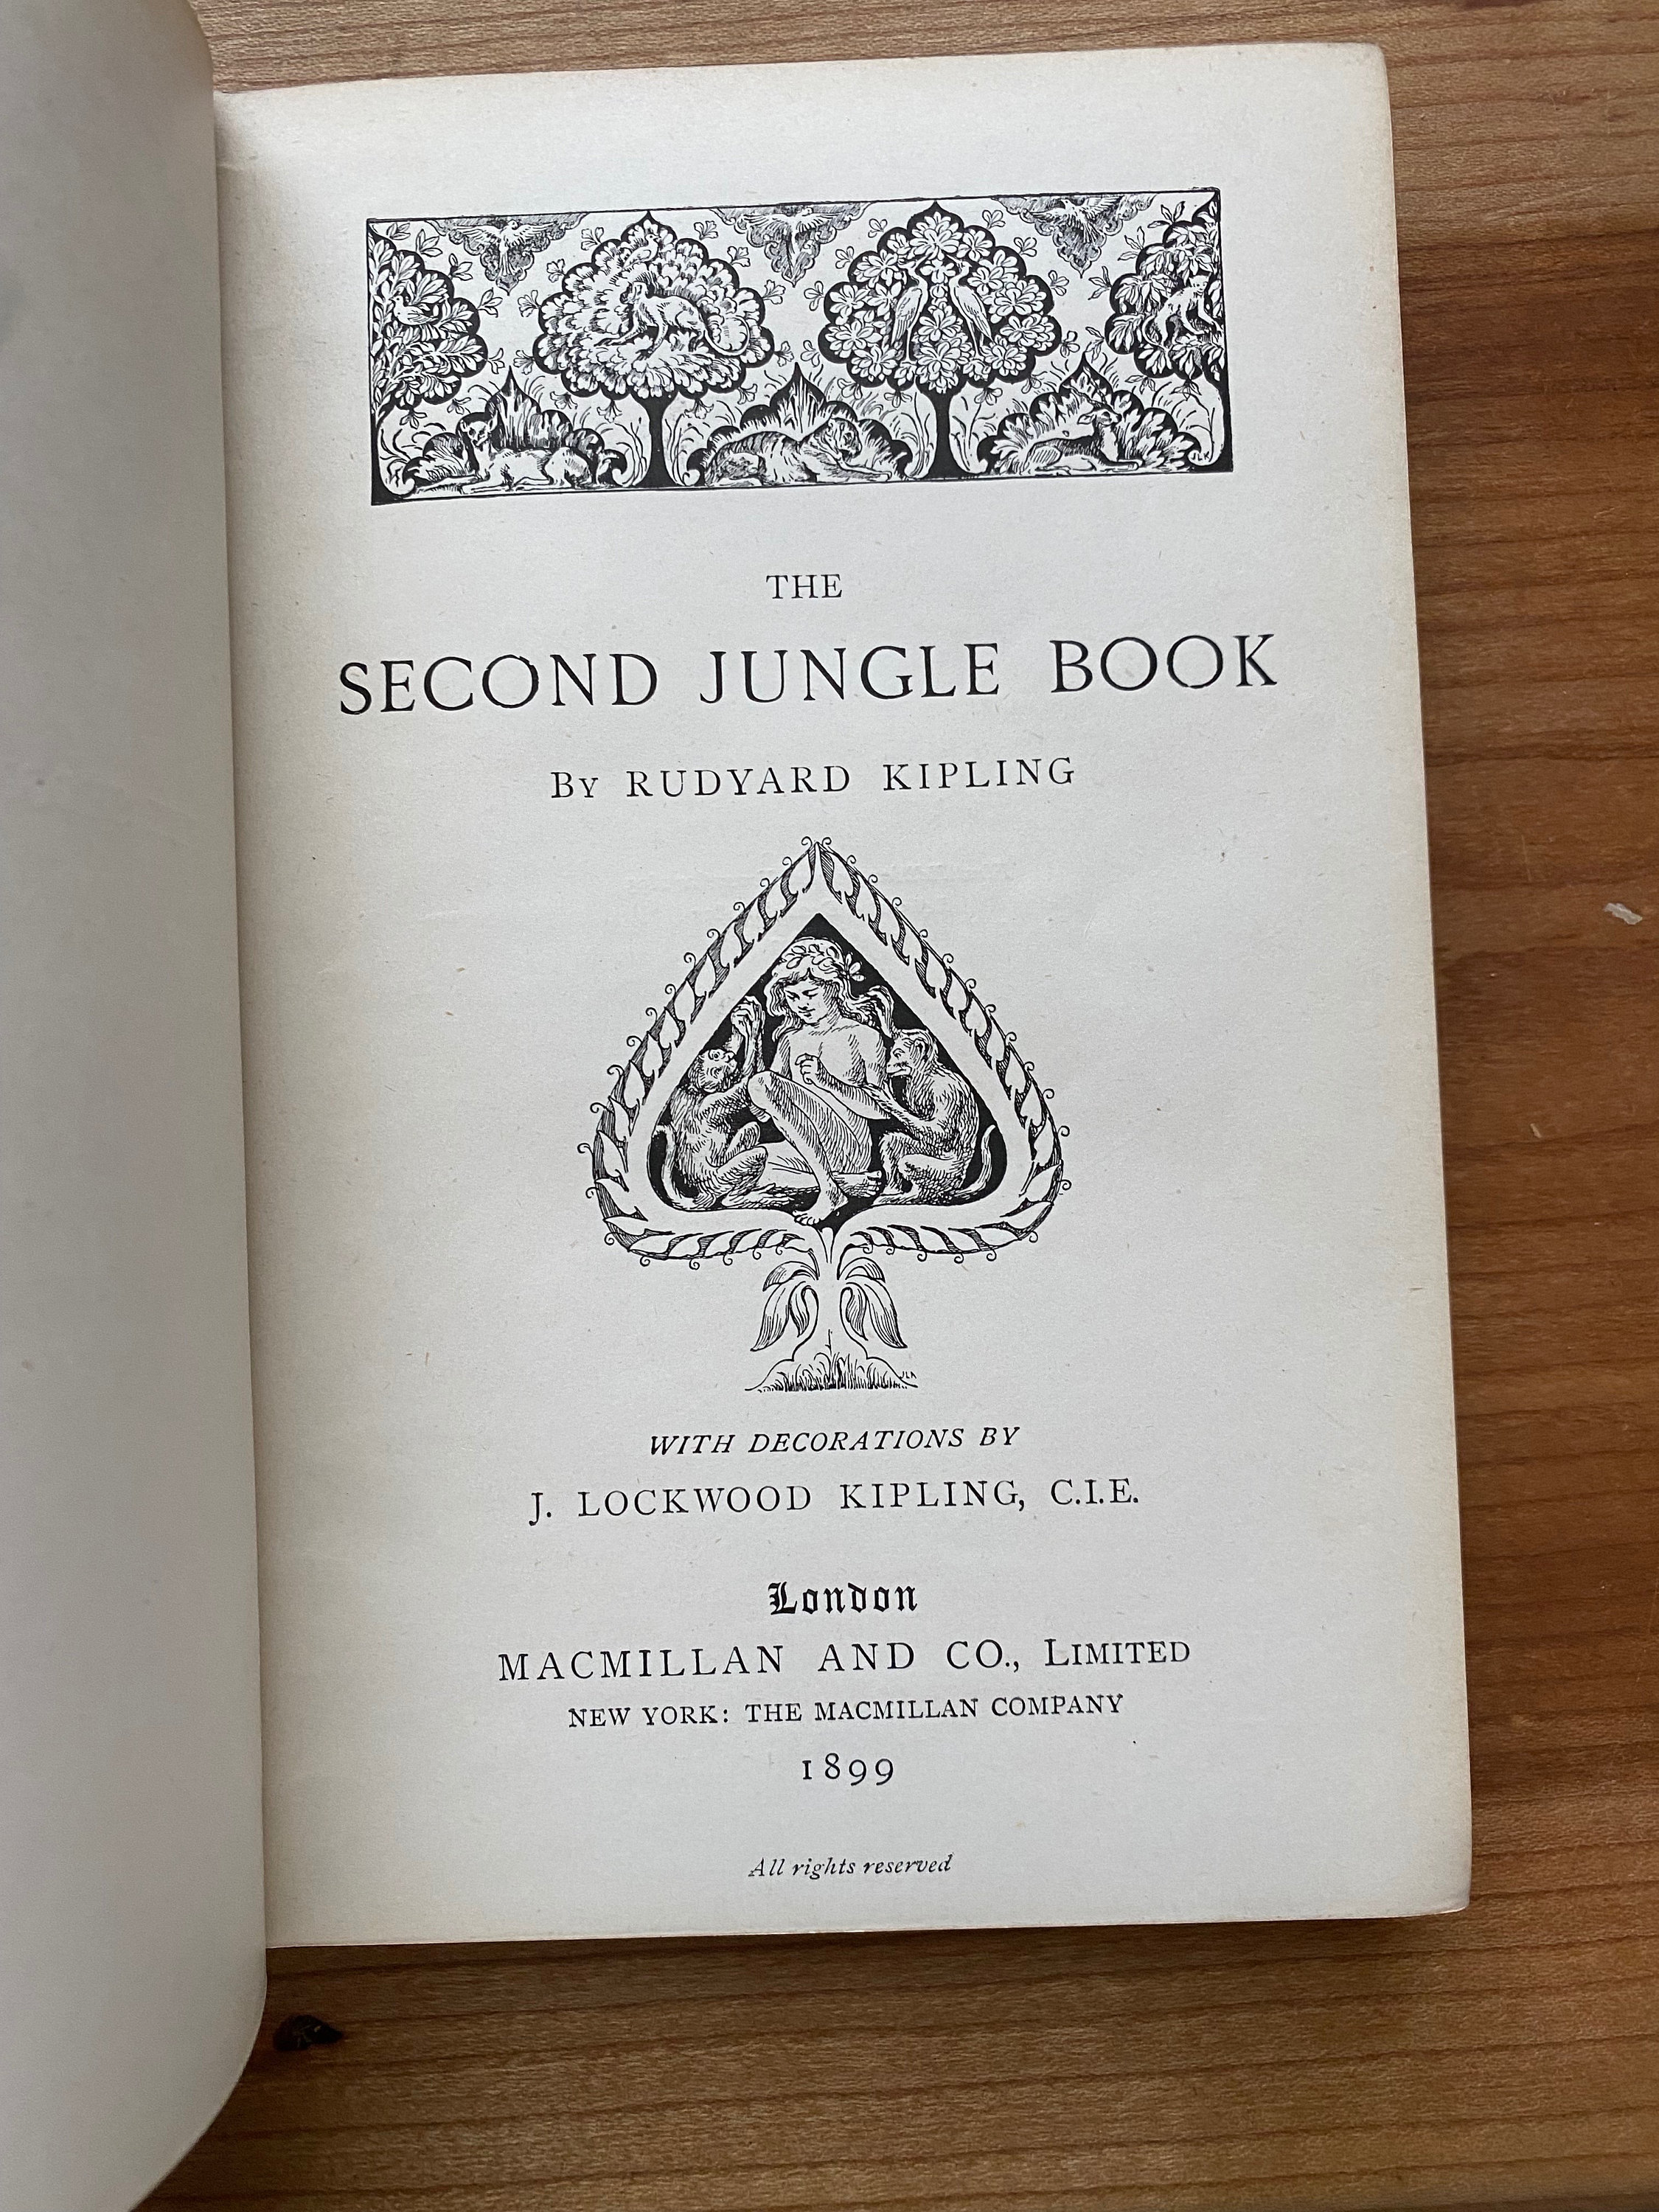 THE
SECOND JUNGLE BOOK
By RUDYARD KIPLING
WITH DECORATIONS BY
J. LOCKWOOD KIPLING, C.I.E.
London
MACMILLAN AND CO., LIMITED
NEW YORK: THE MACMILLAN COMPANY
1899
All rights reserved